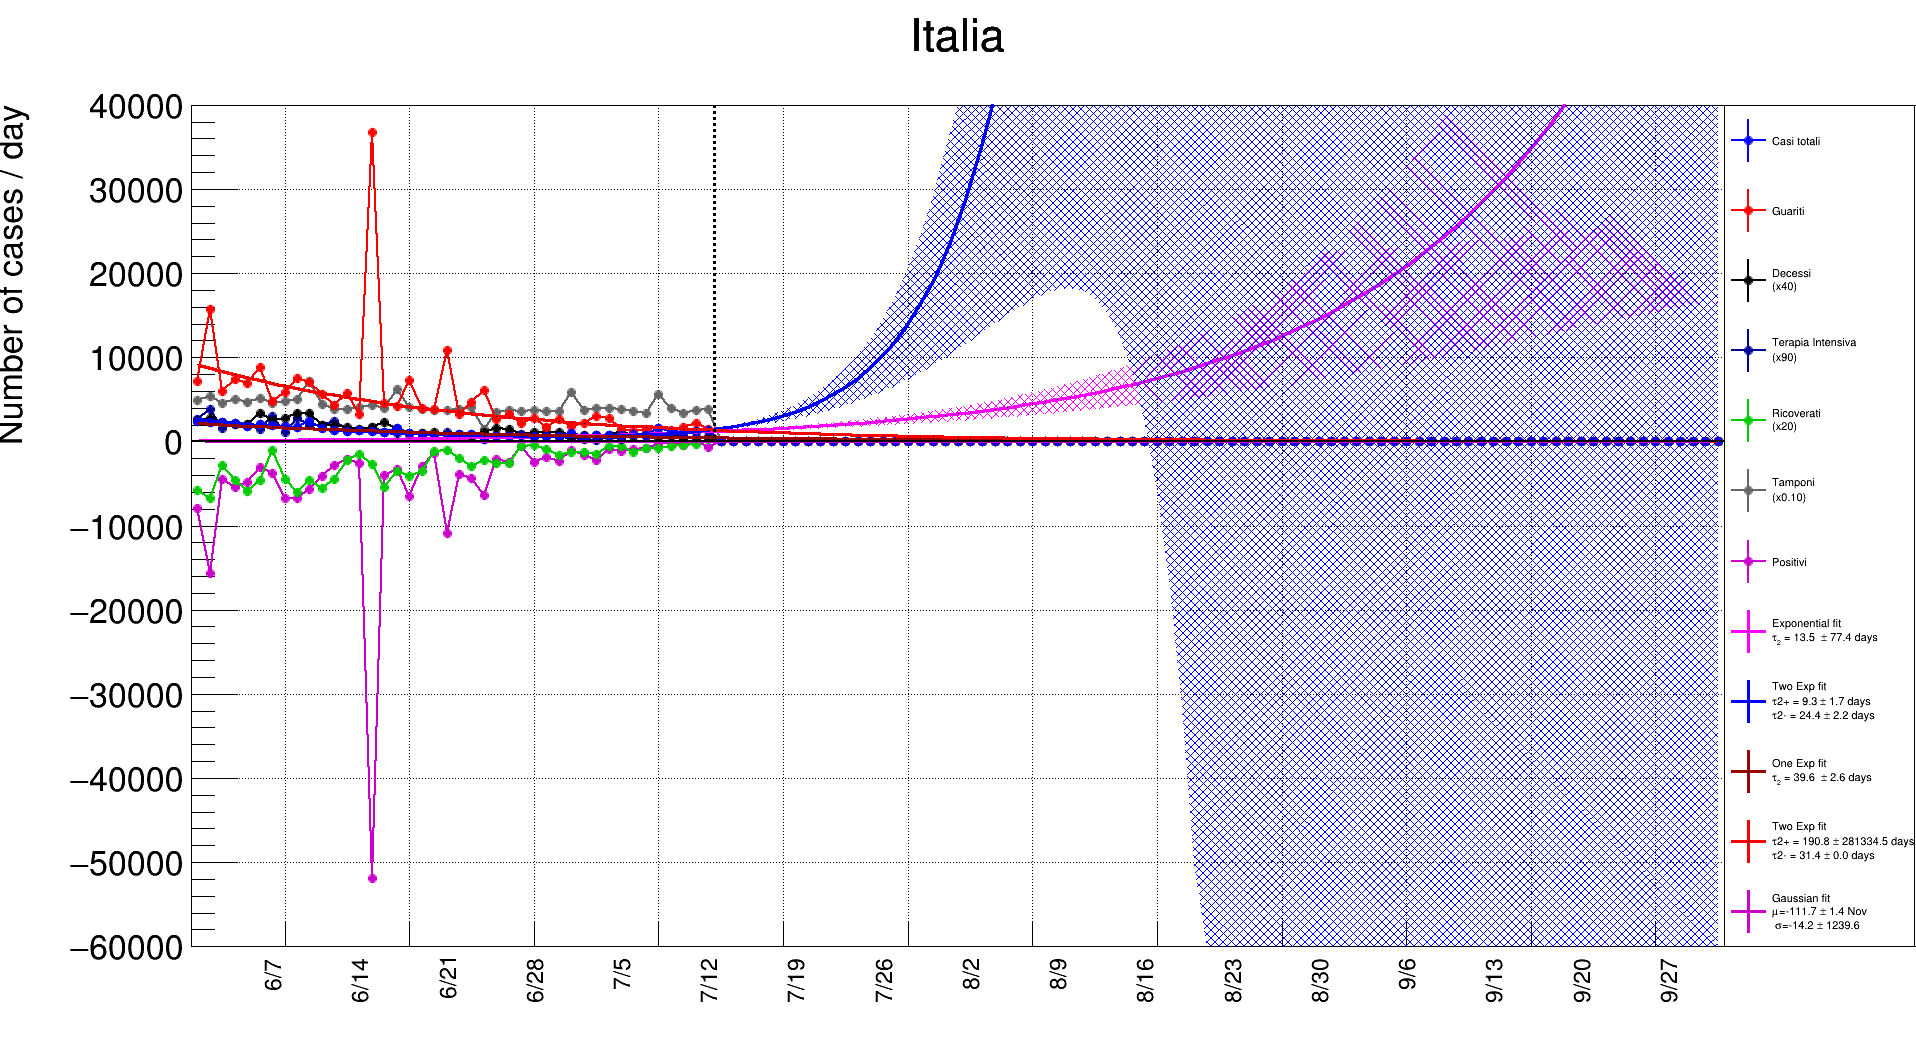 Italia
Number of cases / day
40000
30000
20000
10000
0
−10000
−20000
−30000
−40000
−50000
−60000
6/7
6/14
6/21
6/28
7/5
7/12
7/19
7/26
8/2
8/9
8/16
8/23
8/30
9/6
9/13
9/20
9/27
Casi totali
Guariti
Decessi
(x40)
Terapia Intensiva
(x90)
Ricoverati
(x20)
Tamponi
(x0.10)
Positivi
Exponential fit
τ2 = 13.5 ± 77.4 days
Two Exp fit
τ2+ = 9.3 ± 1.7 days
τ2- = 24.4 ± 2.2 days
One Exp fit
τ2 = 39.6 ± 2.6 days
Two Exp fit
τ2+ = 190.8 ± 281334.5 days
τ2- = 31.4 ± 0.0 days
Gaussian fit
μ=-111.7 ± 1.4 Nov
σ=-14.2 ± 1239.6